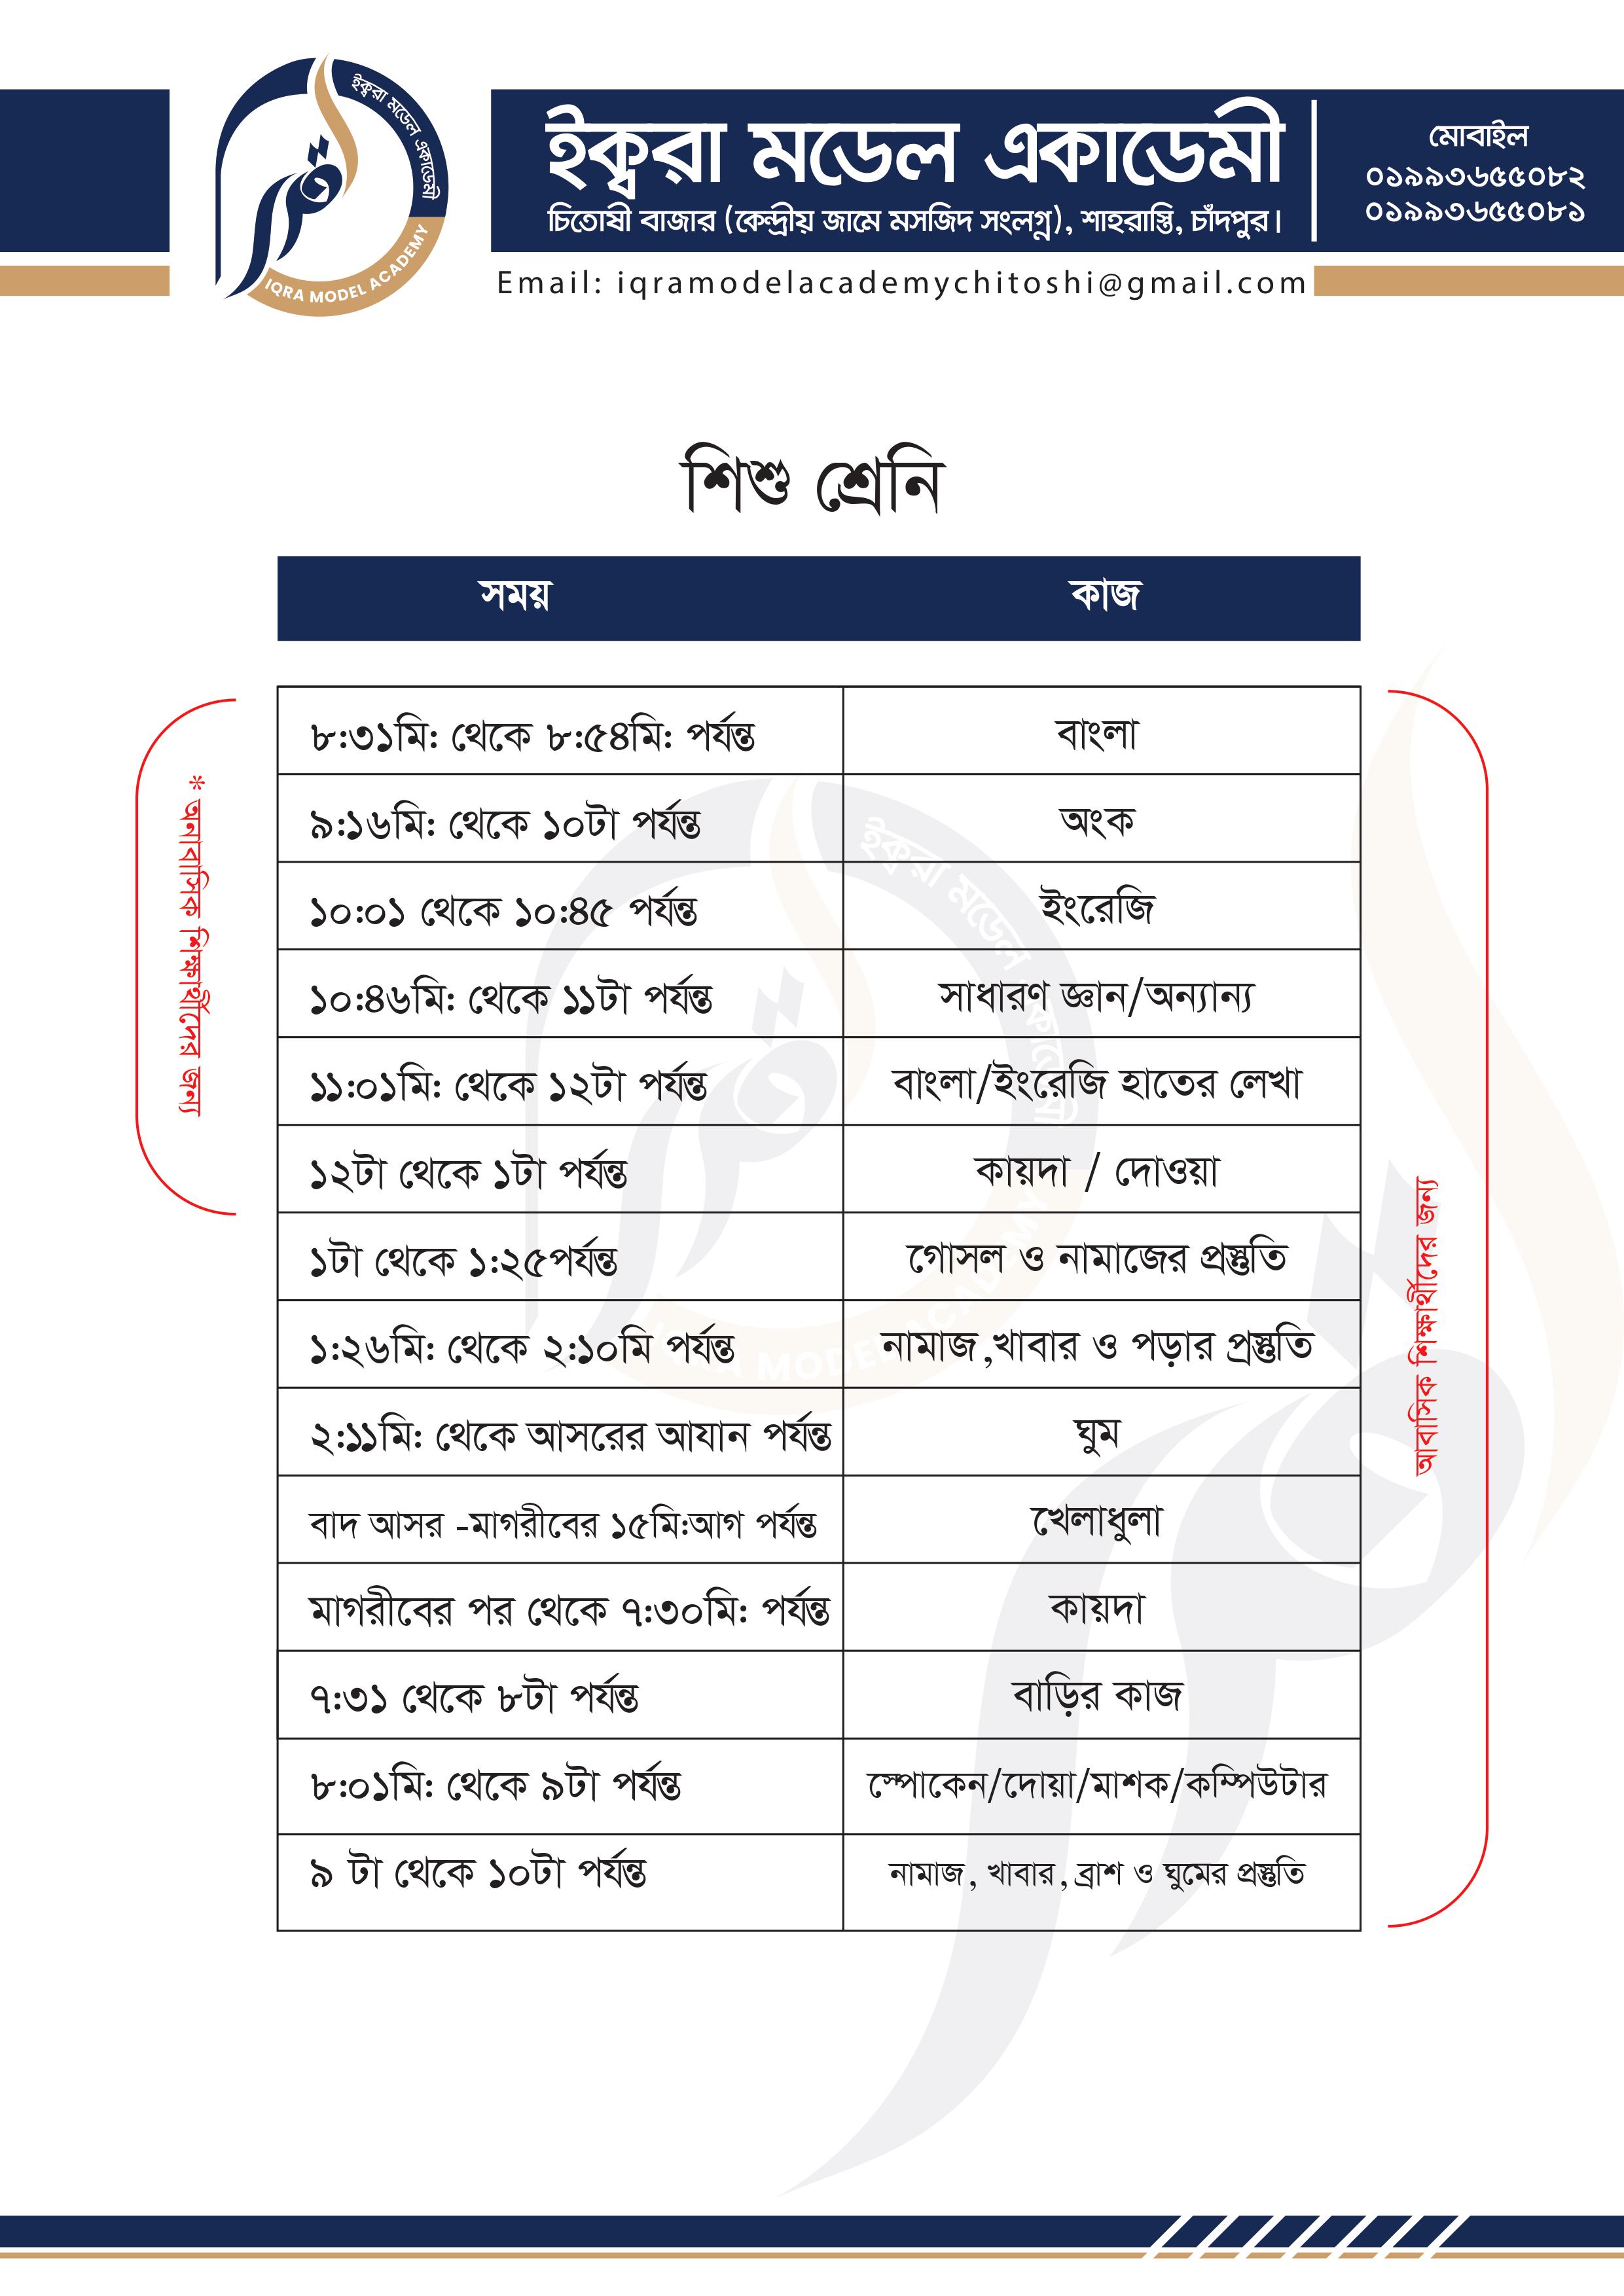 ইক্বরা মডেল একাডেমী
IQRA MODEL ACADEMY
ইক্বরা মডেল একাডেমী
চিতোষী বাজার (কেন্দ্রীয় জামে মসজিদ সংলগ্ন), শাহরাস্তি, চাঁদপুর।
মোবাইল
০১৯৯৩৬৫৫০৮২
০১৯৯৩৬৫৫০৮১
Email: iqramodelacademychitoshi@gmail.com
শিশু শ্রেনি
সময় কাজ
৮:৩১মি: থেকে ৮:৫৪মি: পর্যন্ত বাংলা
৯:১৬মি: থেকে ১০টা পর্যন্ত অংক
১০:০১ থেকে ১০:৪৫ পর্যন্ত ইংরেজি
১০:৪৬মি: থেকে ১১টা পর্যন্ত সাধারণ জ্ঞান/অন্যান্য
১১:০১মি: থেকে ১২টা পর্যন্ত বাংলা/ইংরেজি হাতের লেখা
১২টা থেকে ১টা পর্যন্ত কায়দা / দোওয়া
১টা থেকে ১:২৫পর্যন্ত গোসল ও নামাজের প্রস্তুতি
১:২৬মি: থেকে ২:১০মি পর্যন্ত নামাজ,খাবার ও পড়ার প্রস্তুতি
২:১১মি: থেকে আসরের আযান পর্যন্ত ঘুম
বাদ আসর -মাগরীবের ১৫মি:আগ পর্যন্ত খেলাধুলা
মাগরীবের পর থেকে ৭:৩০মি: পর্যন্ত কায়দা
৭:৩১ থেকে ৮টা পর্যন্ত বাড়ির কাজ
৮:০১মি: থেকে ৯টা পর্যন্ত স্পোকেন/দোয়া/মাশক/কম্পিউটার
৯ টা থেকে ১০টা পর্যন্ত নামাজ, খাবার, ব্রাশ ও ঘুমের প্রস্তুতি
* অনাবাসিক শিক্ষার্থীদের জন্য
আবাসিক শিক্ষার্থীদের জন্য